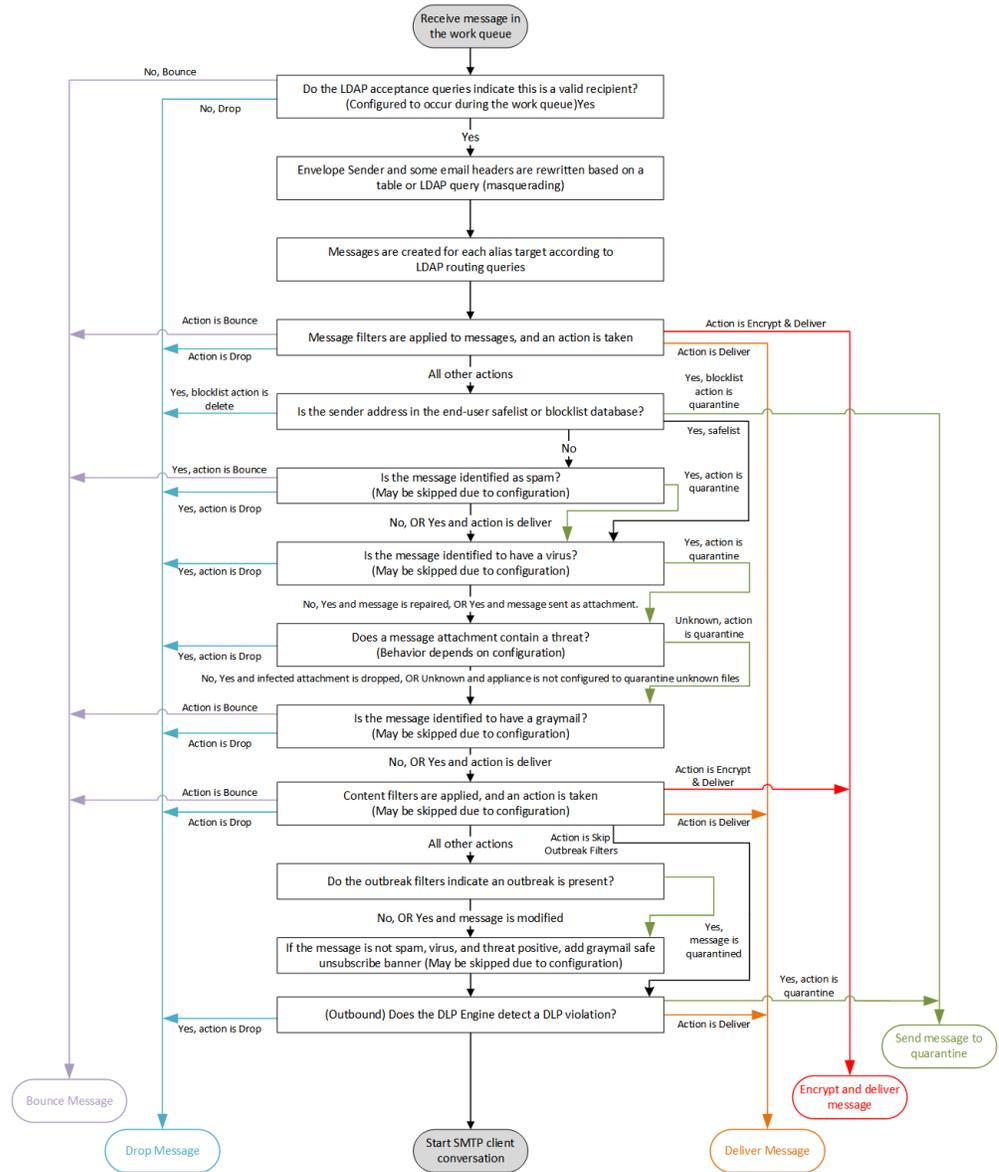 Receive message in
the work queue
No, Bounce
Do the LDAP acceptance queries indicate this is a valid recipient?
(Configured to occur during the work queue)Yes
No, Drop
Yes
Envelope Sender and some email headers are rewritten based on a
table or LDAP query (masquerading)
Messages are created for each alias target according to
LDAP routing queries
Action is Bounce
Action is Encrypt & Deliver
Message filters are applied to messages, and an action is taken
Action is Drop
Action is Deliver
All other actions
Yes, blocklist action is
delete
Yes, blocklist
action is
quarantine
Is the sender address in the end-user safelist or blocklist database?
Yes, safelist
No
Yes, action is Bounce
Is the message identified as spam?
(May be skipped due to configuration)
Yes, action is
quarantine
Yes, action is Drop
No, OR Yes and action is deliver
Is the message identified to have a virus?
(May be skipped due to configuration)
Yes, action is
quarantine
Yes, action is Drop
No, Yes and message is repaired, OR Yes and message sent as attachment.
Does a message attachment contain a threat?
(Behavior depends on configuration)
Unknown, action
is quarantine
Yes, action is Drop
No, Yes and infected attachment is dropped, OR Unknown and appliance is not configured to quarantine unknown files
Action is Bounce
Is the message identified to have a graymail?
(May be skipped due to configuration)
Action is Drop
No, OR Yes and action is deliver
Action is Encrypt
& Deliver
Action is Bounce
Content filters are applied, and an action is taken
(May be skipped due to configuration)
Action is Drop
Action is Deliver
All other actions
Action is Skip
Outbreak Filters
Do the outbreak filters indicate an outbreak is present?
No, OR Yes and message is modified
Yes,
message is
quarantined
If the message is not spam, virus, and threat positive, add graymail safe
unsubscribe banner (May be skipped due to configuration)
Yes, action is
quarantine
(Outbound) Does the DLP Engine detect a DLP violation?
Yes, action is Drop
Action is Deliver
Send message to
quarantine
Bounce Message
Encrypt and deliver
message
Drop Message
Start SMTP client
conversation
Deliver Message